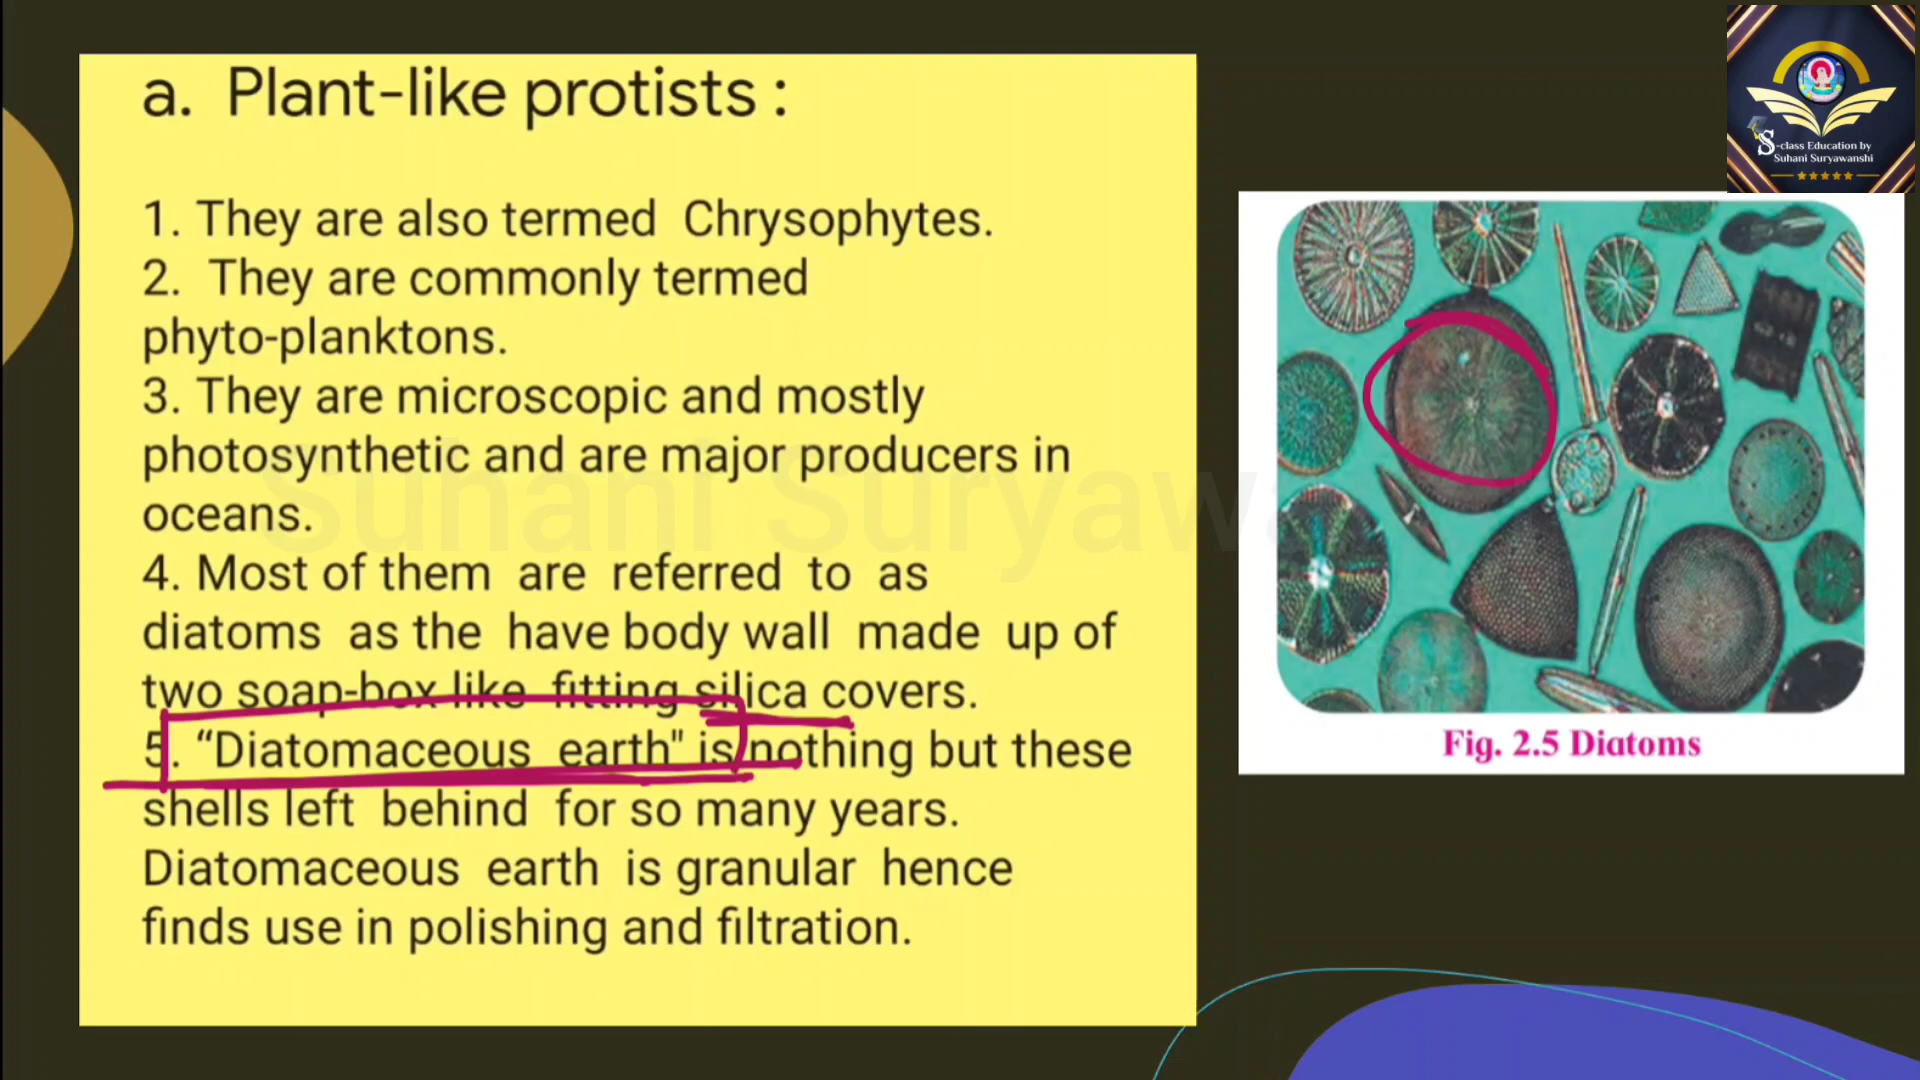 a. Plant-like protists :
1. They are also termed Chrysophytes.
2. They are commonly termed
phyto-planktons.
3. They are microscopic and mostly
photosynthetic and are major producers in
oceans.
4. Most of them are referred to as
diatoms as the have body wall made up of
two soap-box like fitting silica covers.
5. “Diatomaceous earth" is nothing but these
shells left behind for so many years.
Diatomaceous earth is granular hence
finds use in polishing and filtration.
S-class Education by
Suhani Suryawanshi
Fig. 2.5 Diatoms
Suhani Suryawa